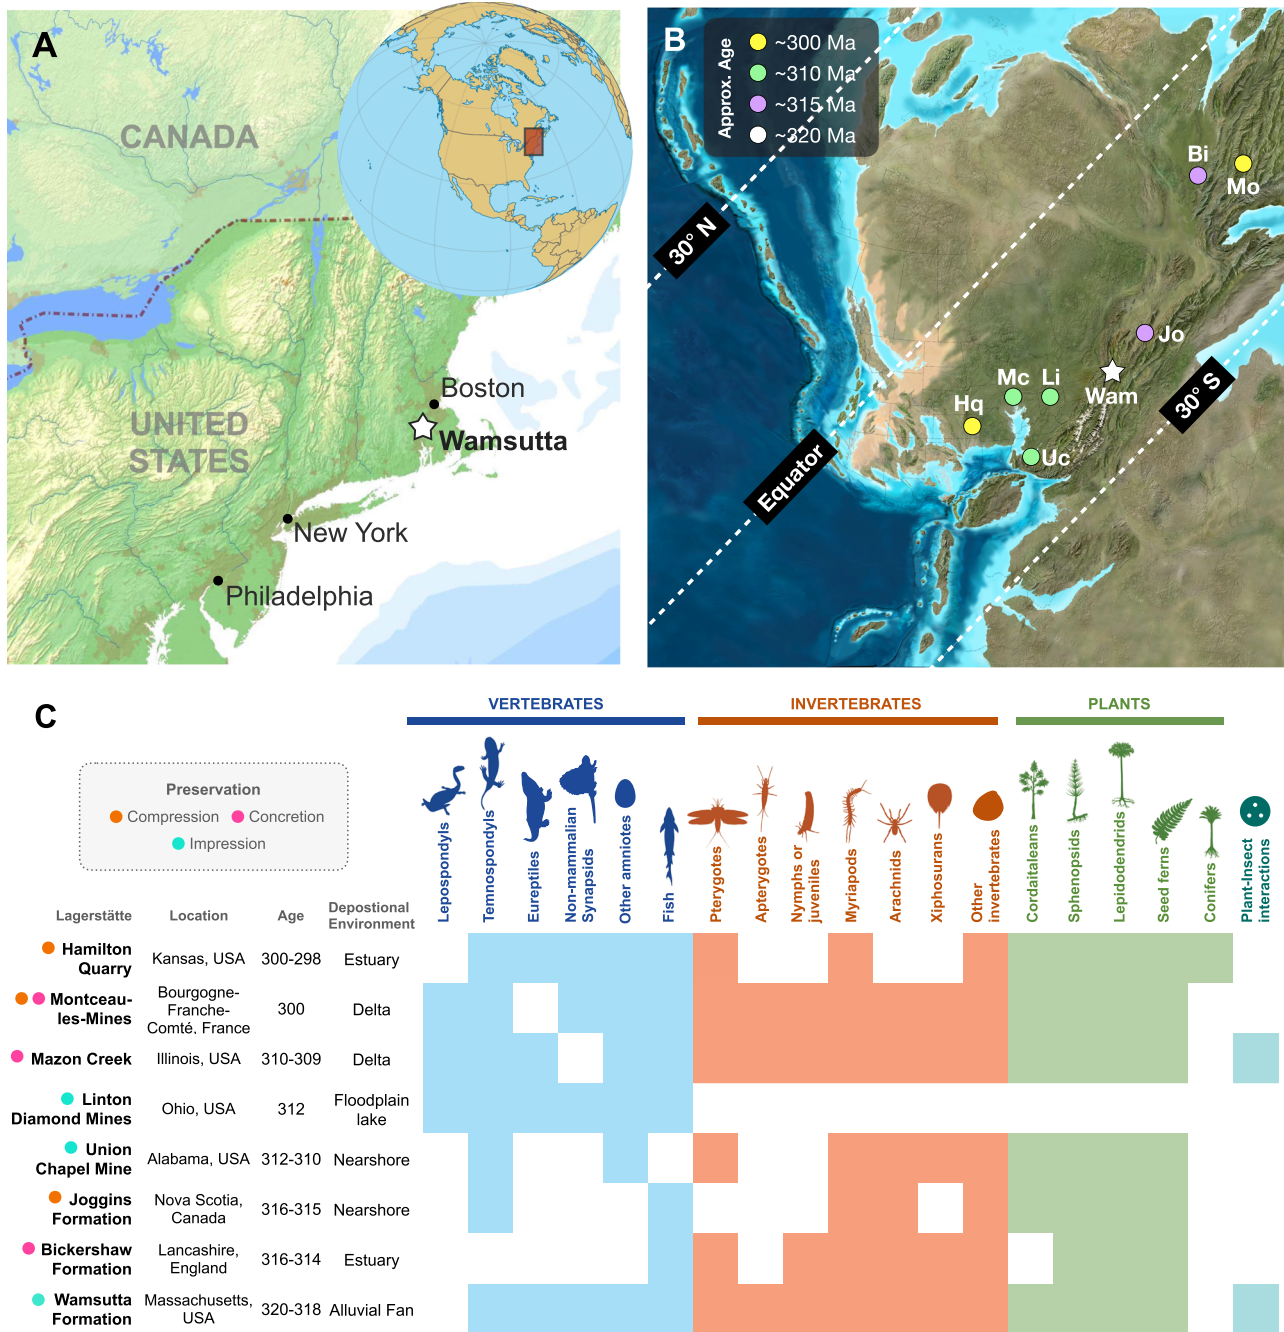 A
CANADA
UNITED
STATES
Boston
Wamsutta
New York
Philadelphia
B
Approx. Age
~300 Ma
~310 Ma
~315 Ma
~320 Ma
30° N
Equator
30° S
Bi
Mo
Jo
Wam
Mc
Li
Hq
Uc
C
VERTEBRATES
INVERTEBRATES
PLANTS
Preservation
Compression
Concretion
Impression
Lepospondyls
Temnospondyls
Eureptiles
Non-mammalian
Synapsids
Other amniotes
Fish
Pterygotes
Apterygotes
Nymphs or
juveniles
Myriapods
Arachnids
Xiphosurans
Other
invertebrates
Cordaitaleans
Sphenopsids
Lepidodendrids
Seed ferns
Conifers
Plant-Insect
interactions
Lagerstätte
Location
Age
Depostional
Environment
Hamilton
Quarry
Kansas, USA
300-298
Estuary
Montceau-
les-Mines
Bourgogne-
Franche-
Comté, France
300
Delta
Mazon Creek
Illinois, USA
310-309
Delta
Linton
Diamond Mines
Ohio, USA
312
Floodplain
lake
Union
Chapel Mine
Alabama, USA
312-310
Nearshore
Joggins
Formation
Nova Scotia,
Canada
316-315
Nearshore
Bickershaw
Formation
Lancashire,
England
316-314
Estuary
Wamsutta
Formation
Massachusetts,
USA
320-318
Alluvial Fan